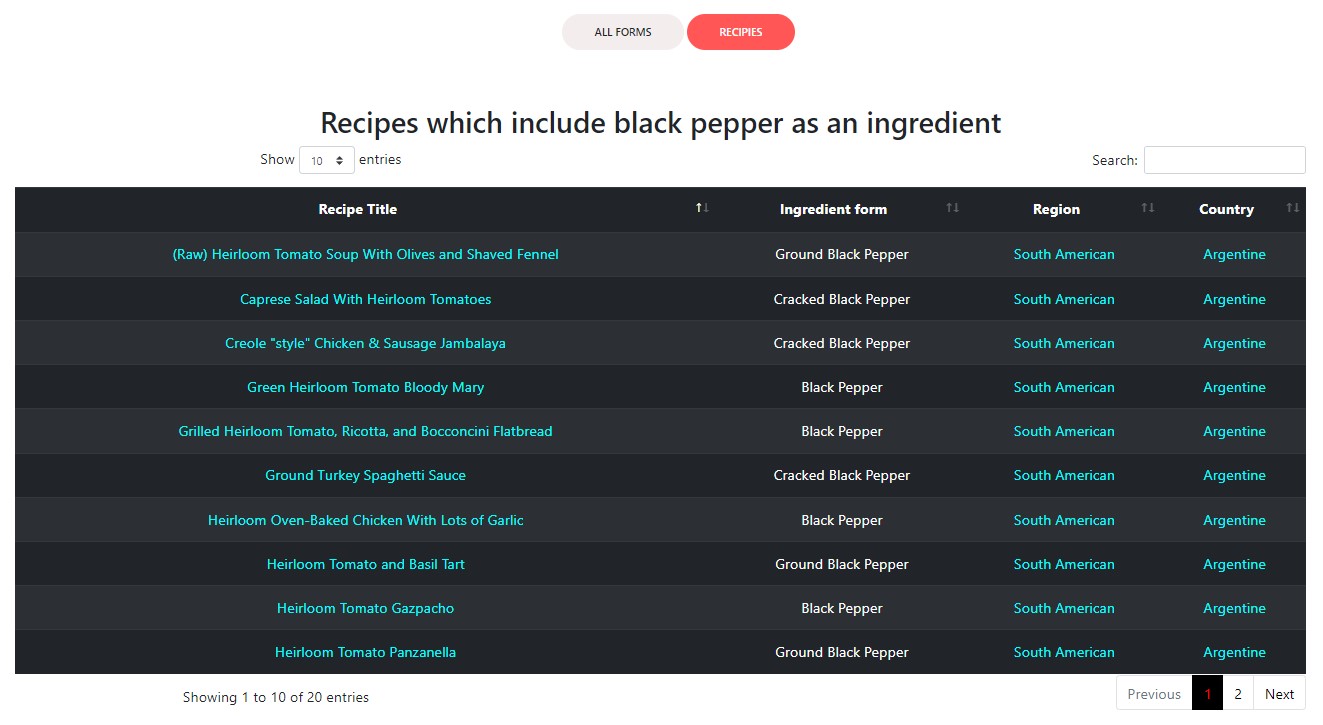 ALL FORMS RECIPIES
Recipes which include black pepper as an ingredient
Show 10 entries Search:
Recipe Title Ingredient form Region Country
(Raw) Heirloom Tomato Soup With Olives and Shaved Fennel Ground Black Pepper South American Argentine
Caprese Salad With Heirloom Tomatoes Cracked Black Pepper South American Argentine
Creole "style" Chicken & Sausage Jambalaya Cracked Black Pepper South American Argentine
Green Heirloom Tomato Bloody Mary Black Pepper South American Argentine
Grilled Heirloom Tomato, Ricotta, and Bocconcini Flatbread Black Pepper South American Argentine
Ground Turkey Spaghetti Sauce Cracked Black Pepper South American Argentine
Heirloom Oven-Baked Chicken With Lots of Garlic Black Pepper South American Argentine
Heirloom Tomato and Basil Tart Ground Black Pepper South American Argentine
Heirloom Tomato Gazpacho Black Pepper South American Argentine
Heirloom Tomato Panzanella Ground Black Pepper South American Argentine
Showing 1 to 10 of 20 entries Previous 1 2 Next